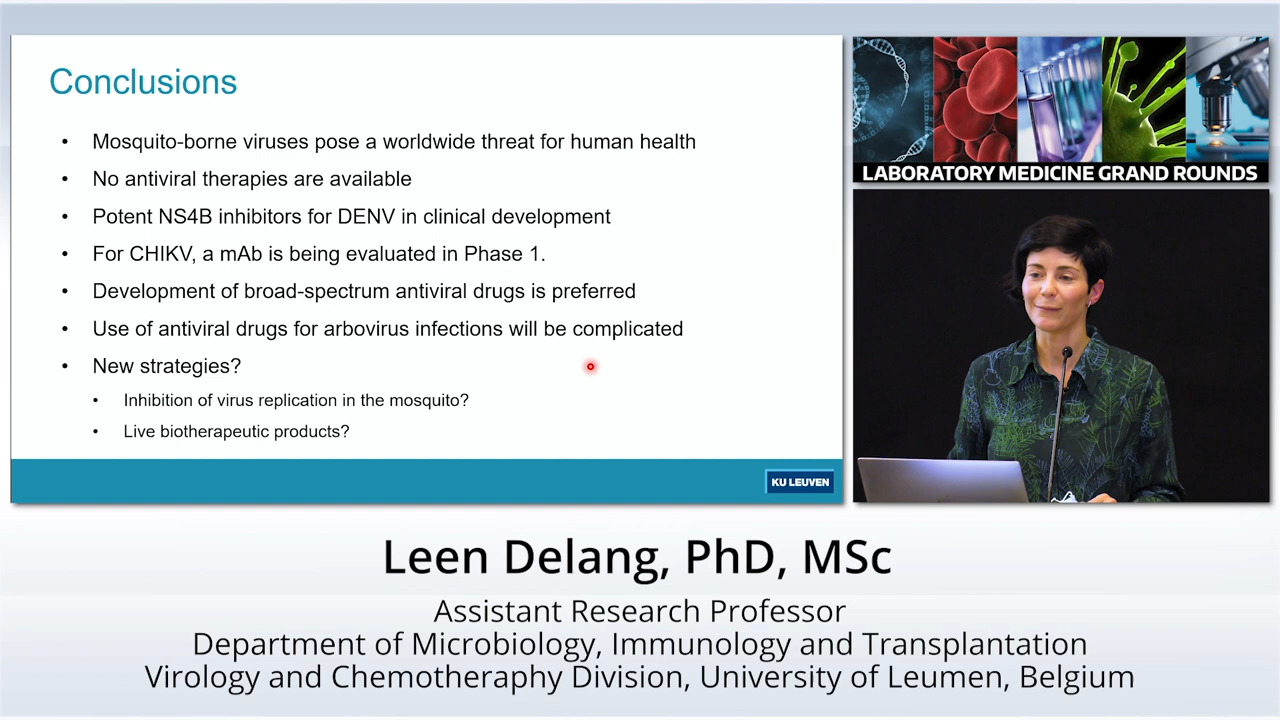 Conclusions
• Mosquito-borne viruses pose a worldwide threat for human health
• No antiviral therapies are available
• Potent NS4B inhibitors for DENV in clinical development
• For CHIKV, a mAb is being evaluated in Phase 1.
• Development of broad-spectrum antiviral drugs is preferred
• Use of antiviral drugs for arbovirus infections will be complicated
• New strategies?
• Inhibition of virus replication in the mosquito?
• Live biotherapeutic products?
KU LEUVEN
LABORATORY MEDICINE GRAND ROUNDS
Leen Delang, PhD, MSc
Assistant Research Professor
Department of Microbiology, Immunology and Transplantation
Virology and Chemotheraphy Division, University of Leumen, Belgium